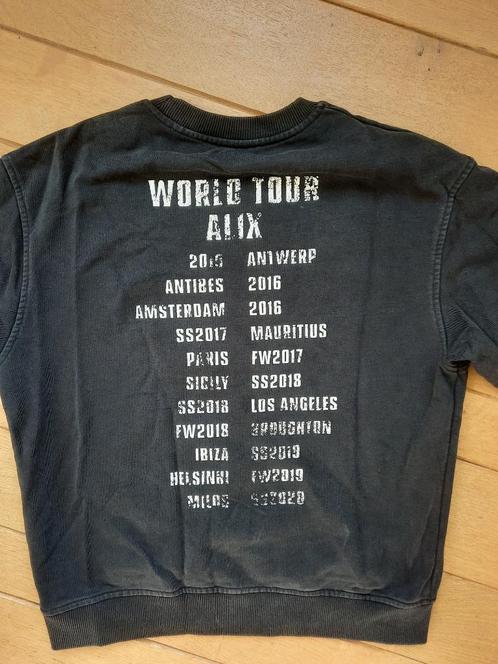 WORLD TOUR
ALIX
2015 ANTWERP
ANTIBES 2016
AMSTERDAM 2016
SS2017 MAURITIUS
PARIS FW2017
SICILY SS2018
SS2018 LOS ANGELES
FW2018 BROUGHTON
IBIZA SS2019
HELSINKI FW2019
MILOS SS2020